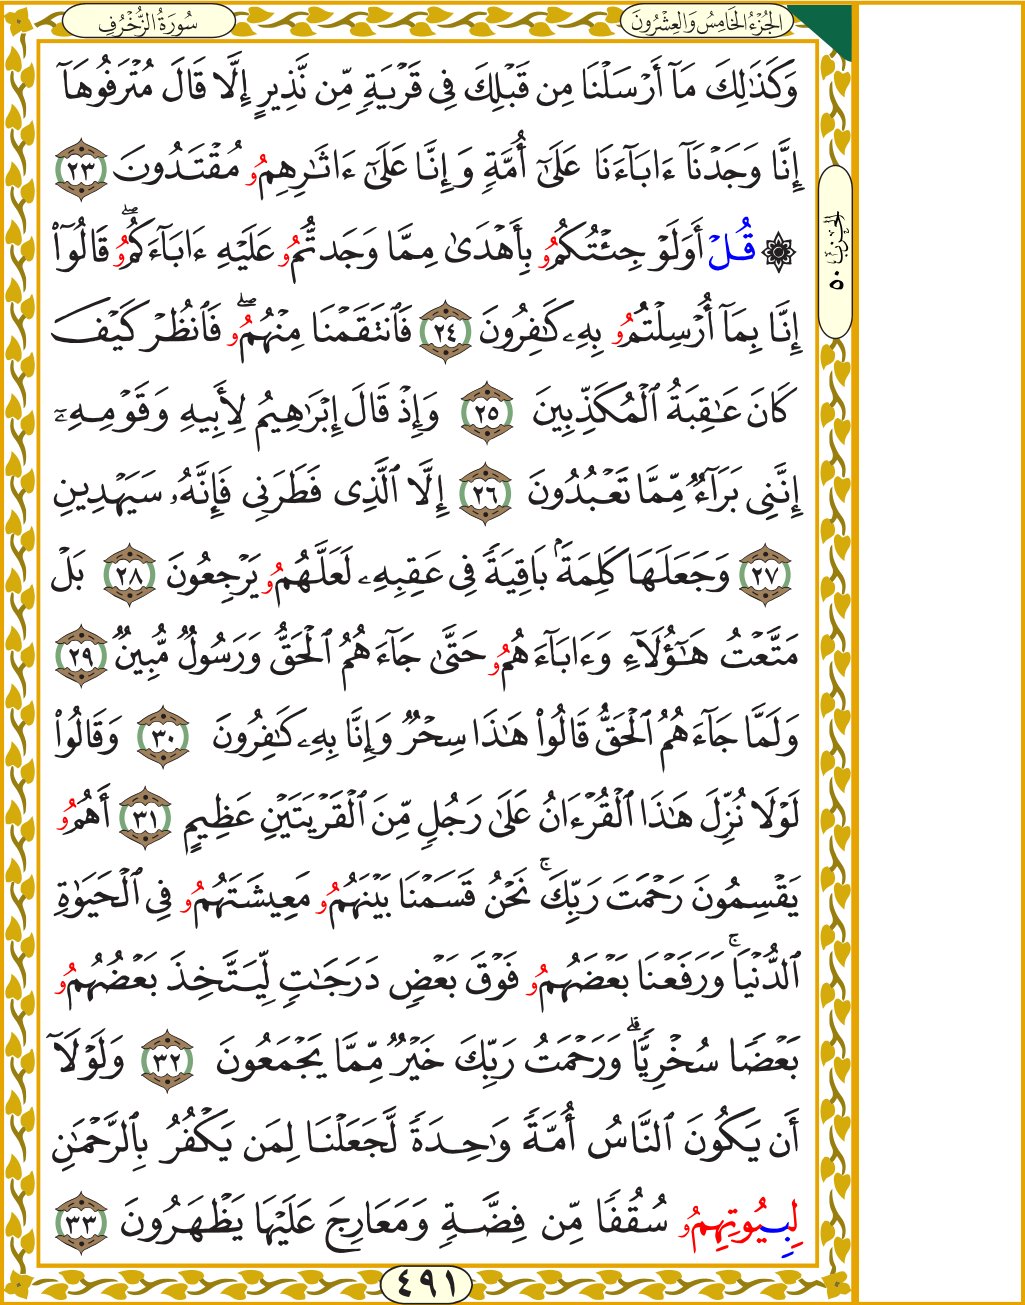 الجُزْءُ الخَامِسُ وَالعِشْرُونَ
سُورَةُ الزُّخْرُفِ
وَكَذَٰلِكَ مَآ أَرْسَلْنَا مِن قَبْلِكَ فِى قَرْيَةٍ مِّن نَّذِيرٍ إِلَّا قَالَ مُتْرَفُوهَآ
إِنَّا وَجَدْنَآ ءَابَآءَنَا عَلَىٰٓ أُمَّةٍ وَإِنَّا عَلَىٰٓ ءَاثَٰرِهِمُو مُقْتَدُونَ ٢٣
۞ قُلْ أَوَلَوْ جِئْتُكُمُو بِأَهْدَىٰ مِمَّا وَجَدتُّمُو عَلَيْهِ ءَابَآءَكُمُو ۖ قَالُوٓا۟
إِنَّا بِمَآ أُرْسِلْتُمُو بِهِۦ كَٰفِرُونَ ٢٤ فَٱنتَقَمْنَا مِنْهُمُو ۖ فَٱنظُرْ كَيْفَ
كَانَ عَٰقِبَةُ ٱلْمُكَذِّبِينَ ٢٥ وَإِذْ قَالَ إِبْرَٰهِيمُ لِأَبِيهِ وَقَوْمِهِۦٓ
إِنَّنِى بَرَآءٌ مِّمَّا تَعْبُدُونَ ٢٦ إِلَّا ٱلَّذِى فَطَرَنِى فَإِنَّهُۥ سَيَهْدِينِ
٢٧ وَجَعَلَهَا كَلِمَةًۢ بَاقِيَةً فِى عَقِبِهِۦ لَعَلَّهُمُو يَرْجِعُونَ ٢٨ بَلْ
مَتَّعْتُ هَٰٓؤُلَآءِ وَءَابَآءَهُمُو حَتَّىٰ جَآءَهُمُ ٱلْحَقُّ وَرَسُولٌ مُّبِينٌ ٢٩
وَلَمَّا جَآءَهُمُ ٱلْحَقُّ قَالُوا۟ هَٰذَا سِحْرٌ وَإِنَّا بِهِۦ كَٰفِرُونَ ٣٠ وَقَالُوا۟
لَوْلَا نُزِّلَ هَٰذَا ٱلْقُرْءَانُ عَلَىٰ رَجُلٍ مِّنَ ٱلْقَرْيَتَيْنِ عَظِيمٍ ٣١ أَهُمُو
يَقْسِمُونَ رَحْمَتَ رَبِّكَ ۚ نَحْنُ قَسَمْنَا بَيْنَهُمُو مَعِيشَتَهُمُو فِى ٱلْحَيَوٰةِ
ٱلدُّنْيَا ۚ وَرَفَعْنَا بَعْضَهُمُو فَوْقَ بَعْضٍ دَرَجَٰتٍ لِّيَتَّخِذَ بَعْضُهُمُو
بَعْضًا سُخْرِيًّا ۗ وَرَحْمَتُ رَبِّكَ خَيْرٌ مِّمَّا يَجْمَعُونَ ٣٢ وَلَوْلَآ
أَن يَكُونَ ٱلنَّاسُ أُمَّةً وَٰحِدَةً لَّجَعَلْنَا لِمَن يَكْفُرُ بِٱلرَّحْمَٰنِ
لِبِيُوتِهِمُو سُقُفًا مِّن فِضَّةٍ وَمَعَارِجَ عَلَيْهَا يَظْهَرُونَ ٣٣
الحِزْبُ ٥٠
٤٩١